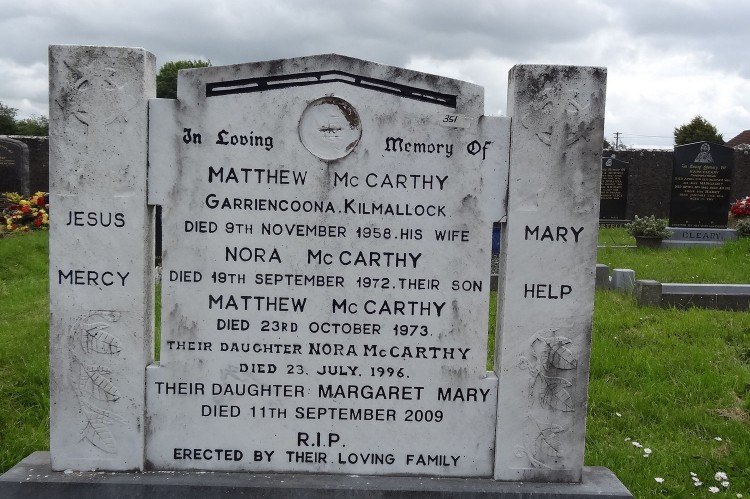 351
In Loving Memory Of
MATTHEW McCARTHY
GARRIENCOONA, KILMALLOCK
DIED 9TH NOVEMBER 1958. HIS WIFE
NORA McCARTHY
DIED 19TH SEPTEMBER 1972. THEIR SON
MATTHEW McCARTHY
DIED 23RD OCTOBER 1973.
THEIR DAUGHTER NORA McCARTHY
DIED 23. JULY. 1996.
THEIR DAUGHTER MARGARET MARY
DIED 11TH SEPTEMBER 2009
R.I.P.
ERECTED BY THEIR LOVING FAMILY
JESUS
MERCY
MARY
HELP
CLEARY